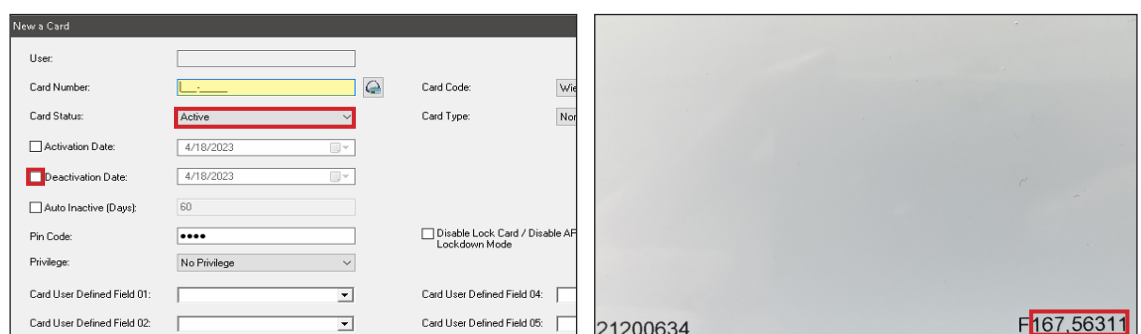 New a Card
User:
Card Number:
Card Code:
Wie
Card Status:
Active
Card Type:
Nor
Activation Date:
4/18/2023
Deactivation Date:
4/18/2023
Auto Inactive (Days):
60
Pin Code:
••••
Disable Lock Card / Disable AP
Lockdown Mode
Privilege:
No Privilege
Card User Defined Field 01:
Card User Defined Field 04:
Card User Defined Field 02:
Card User Defined Field 05:
21200634
F167,56311